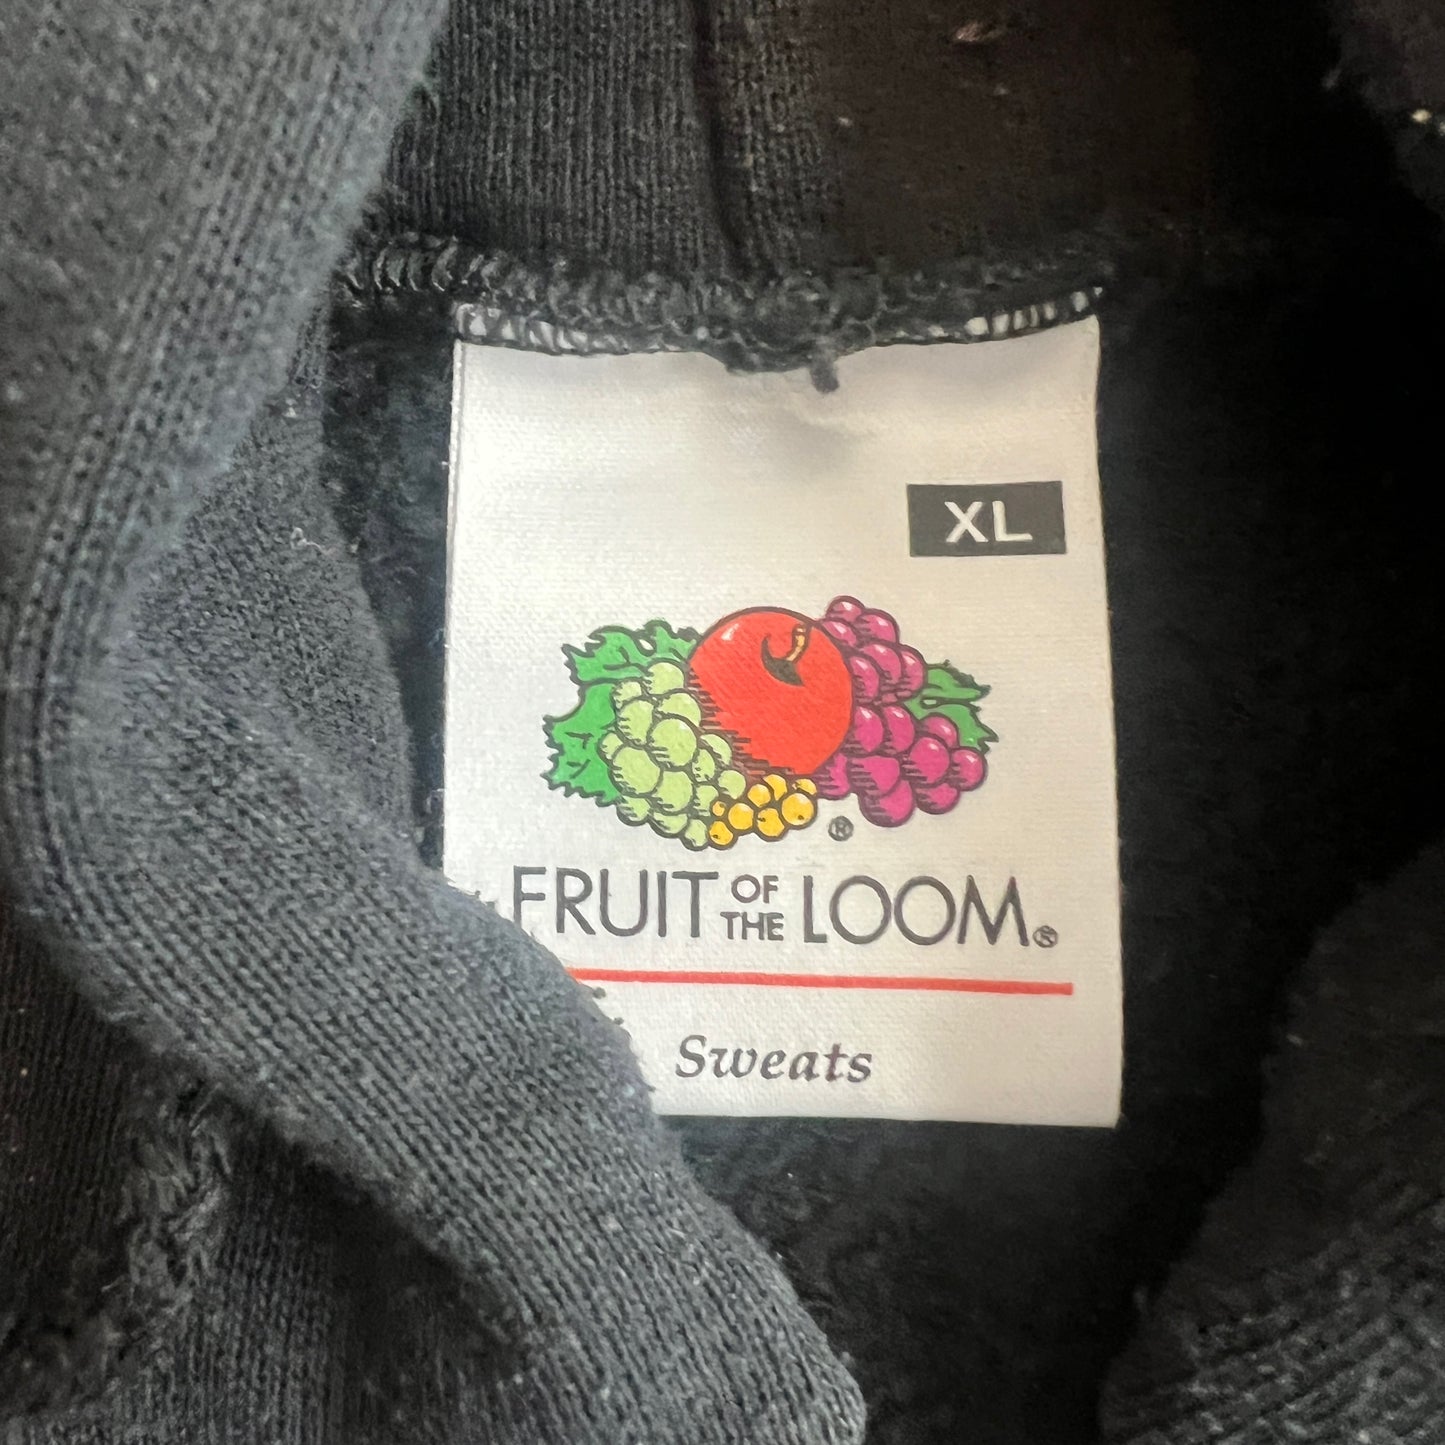 XL
®
FRUIT OF THE LOOM®
Sweats